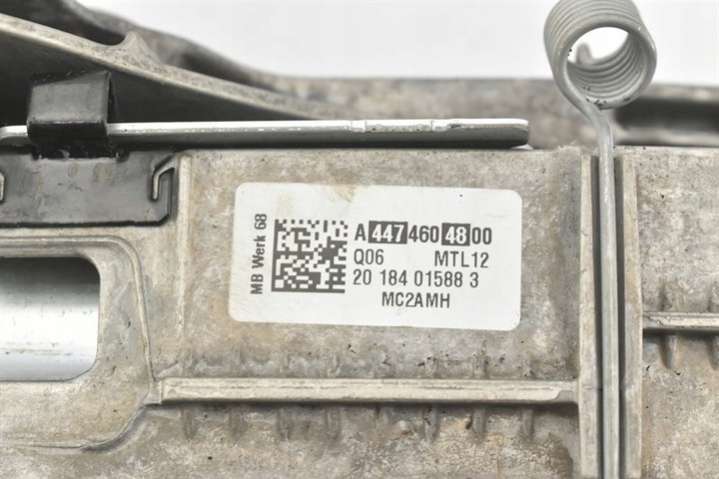 MB Werk 68
A 447 460 48 00
Q06 MTL12
20 184 01588 3
MC2AMH